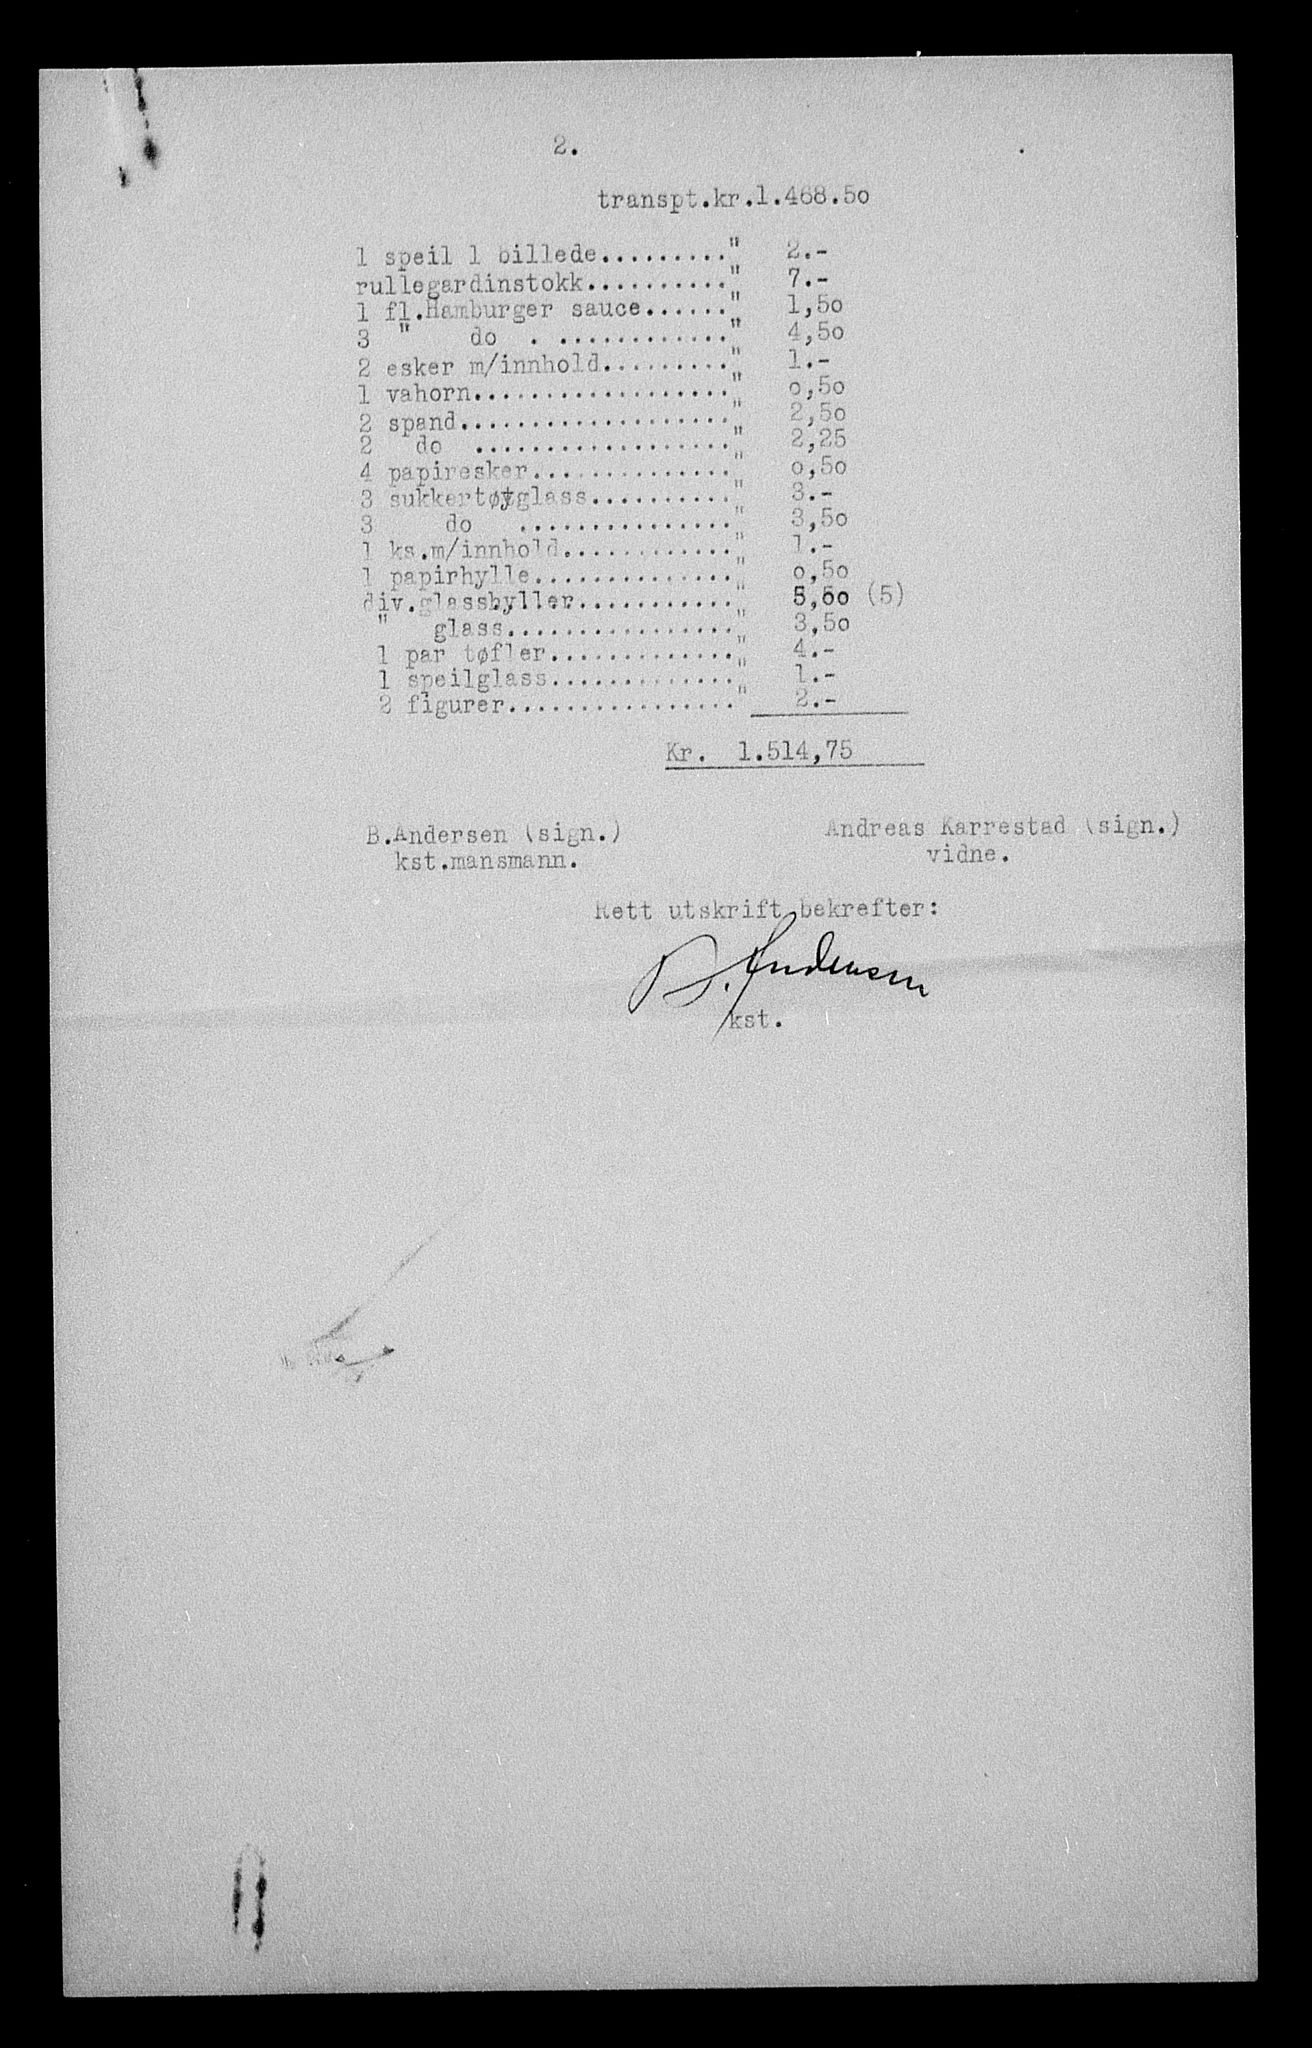 2.
transpt.kr.1.468.5o
1 speil 1 billede........." 2.-
rullegardinstokk.........." 7.-
1 fl.Hamburger sauce......" 1,5o
3 " do . ............" 4,5o
2 esker m/innhold........." 1.-
1 vahorn.................." o,5o
2 spand..................." 2,5o
2 do .................." 2,25
4 papiresker.............." o,5o
3 sukkertøytglass.........." 3.-
3 do ..............." 3,5o
1 ks.m/innhold............" 1.-
1 papirhylle.............." o,5o
div.glasshyller..........." 5,5o (5)
" glass................" 3,5o
1 par tøfler............." 4.-
1 speilglass............." 1.-
2 figurer................" 2.-
Kr. 1.514,75
B.Andersen (sign.) Andreas Karrestad (sign.)
kst.mansmann. vidne.
Rett utskrift bekrefter:
B. Andersen
kst.